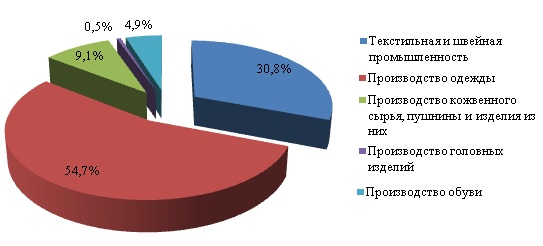 0,5%
4,9%
9,1%
30,8%
54,7%
Текстильная и швейная
промышленность
Производство одежды
Производство кожвенного
сырья, пушнины и изделия из
них
Производство головных
изделий
Производство обуви